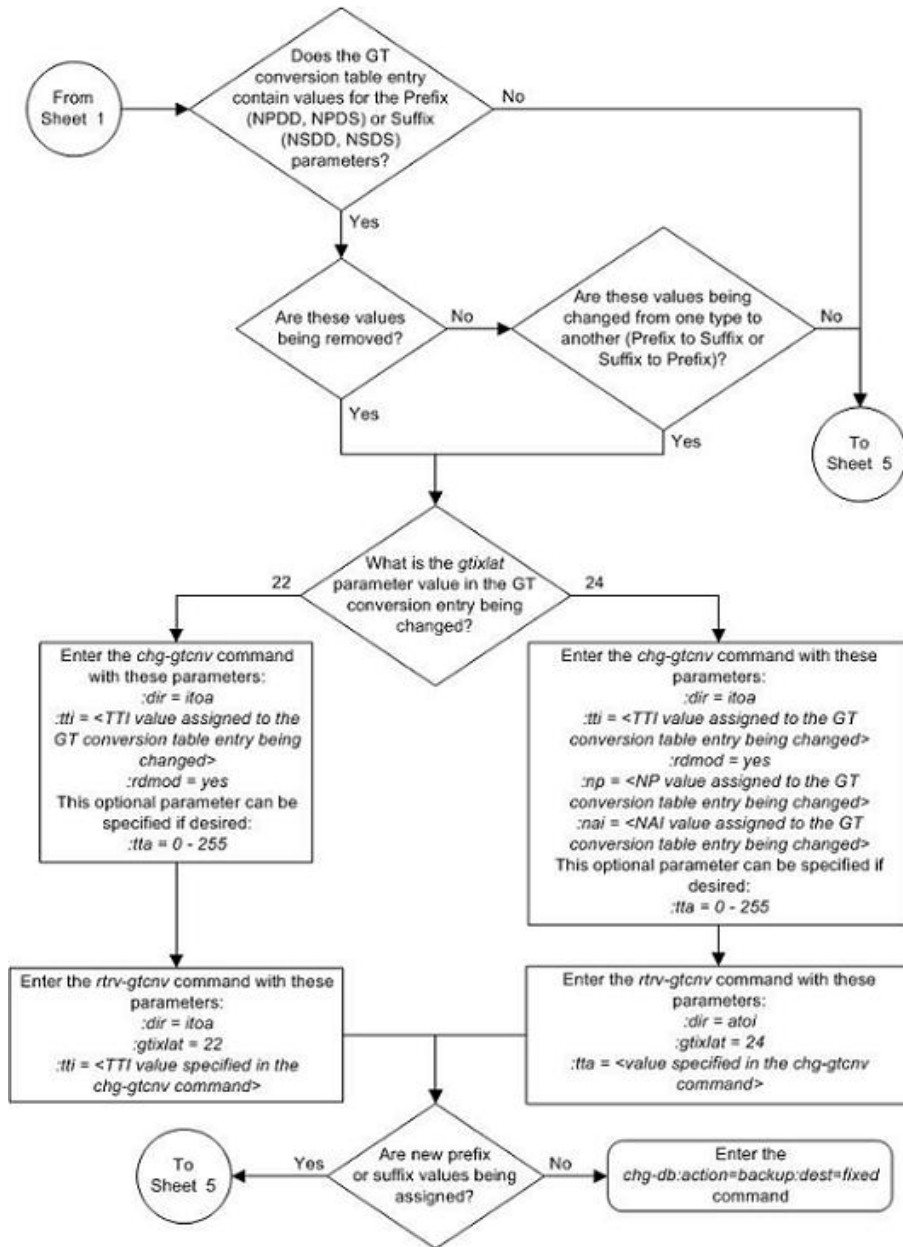 From
Sheet 1
Does the GT
conversion table entry
contain values for the Prefix
(NPDD, NPDS) or Suffix
(NSDD, NSDS)
parameters?
No
Yes
Are these values
being removed?
No
Are these values being
changed from one type to
another (Prefix to Suffix or
Suffix to Prefix)?
No
Yes
Yes
To
Sheet 5
What is the gtixlat
parameter value in the GT
conversion entry being
changed?
22
24
Enter the chg-gtcnv command
with these parameters:
:dir = itoa
:tti = <TTI value assigned to the
GT conversion table entry being
changed>
:rdmod = yes
This optional parameter can be
specified if desired:
:tta = 0 - 255
Enter the chg-gtcnv command with these
parameters:
:dir = itoa
:tti = <TTI value assigned to the GT
conversion table entry being changed>
:rdmod = yes
:np = <NP value assigned to the GT
conversion table entry being changed>
:nai = <NAI value assigned to the GT
conversion table entry being changed>
This optional parameter can be specified if
desired:
:tta = 0 - 255
Enter the rtrv-gtcnv command with these
parameters:
:dir = itoa
:gtixlat = 22
:tti = <TTI value specified in the
chg-gtcnv command>
Enter the rtrv-gtcnv command with these
parameters:
:dir = atoi
:gtixlat = 24
:tta = <value specified in the chg-gtcnv
command>
To
Sheet 5
Yes
Are new prefix
or suffix values being
assigned?
No
Enter the
chg-db:action=backup:dest=fixed
command